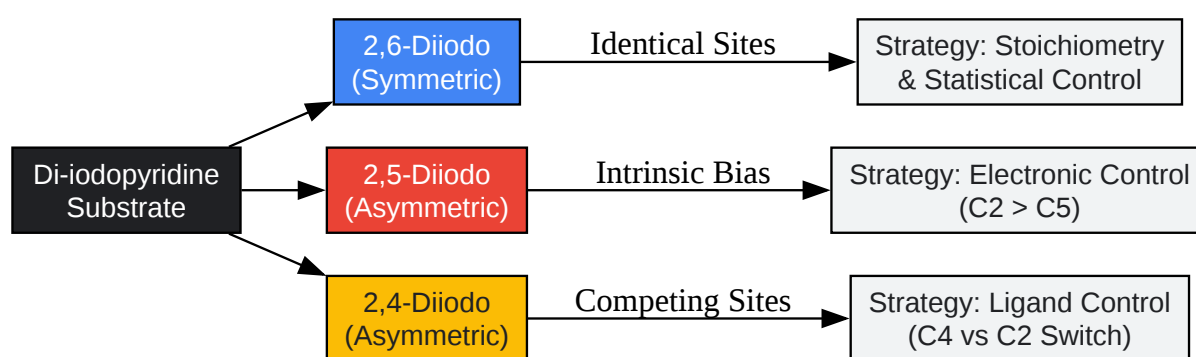 2,6-Diiodo
(Symmetric)
Identical Sites
Strategy: Stoichiometry
& Statistical Control
Di-iodopyridine
Substrate
2,5-Diiodo
(Asymmetric)
Intrinsic Bias
Strategy: Electronic Control
(C2 > C5)
2,4-Diiodo
(Asymmetric)
Competing Sites
Strategy: Ligand Control
(C4 vs C2 Switch)